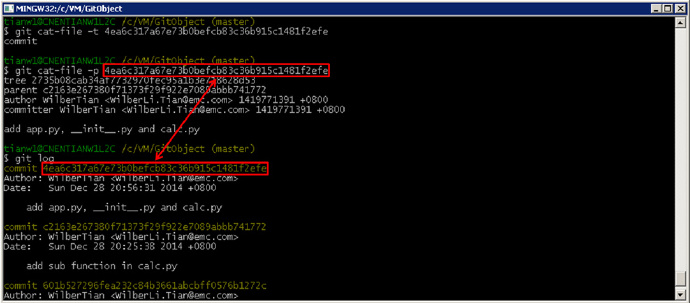 MINGW32:/c/VM/GitObject
tianw1@CNENTIANW1L2C /c/VM/GitObject (master)
$ git cat-file -t 4ea6c317a67e73b0befcb83c36b915c1481f2efe
commit
tianw1@CNENTIANW1L2C /c/VM/GitObject (master)
$ git cat-file -p 4ea6c317a67e73b0befcb83c36b915c1481f2efe
tree 2735b08cab34af7732970fec95a1b3e738628d53
parent c2163e267380f71373f29f922e7089abbb741772
author WilberTian <WilberLi.Tian@emc.com> 1419771391 +0800
committer WilberTian <WilberLi.Tian@emc.com> 1419771391 +0800
add app.py, __init__.py and calc.py
tianw1@CNENTIANW1L2C /c/VM/GitObject (master)
$ git log
commit 4ea6c317a67e73b0befcb83c36b915c1481f2efe
Author: WilberTian <WilberLi.Tian@emc.com>
Date: Sun Dec 28 20:56:31 2014 +0800
add app.py, __init__.py and calc.py
commit c2163e267380f71373f29f922e7089abbb741772
Author: WilberTian <WilberLi.Tian@emc.com>
Date: Sun Dec 28 20:25:38 2014 +0800
add sub function in calc.py
commit 601b527296fea232c84b3661abcbff0576b1272c
Author: WilberTian <WilberLi.Tian@emc.com>